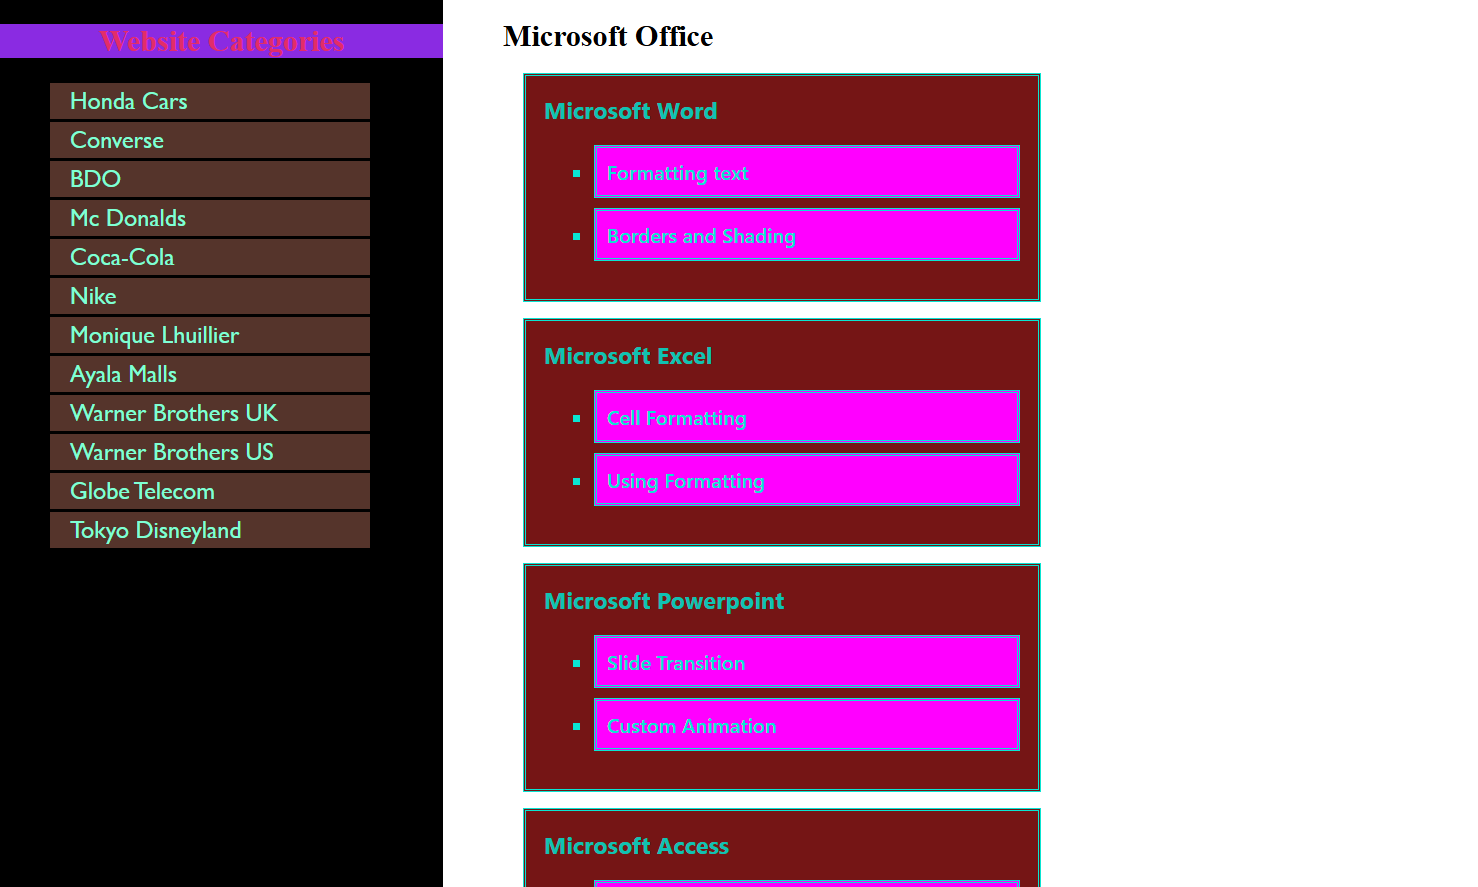 Website Categories
Honda Cars
Converse
BDO
Mc Donalds
Coca-Cola
Nike
Monique Lhuillier
Ayala Malls
Warner Brothers UK
Warner Brothers US
Globe Telecom
Tokyo Disneyland
Microsoft Office
Microsoft Word
Formatting text
Borders and Shading
Microsoft Excel
Cell Formatting
Using Formatting
Microsoft Powerpoint
Slide Transition
Custom Animation
Microsoft Access